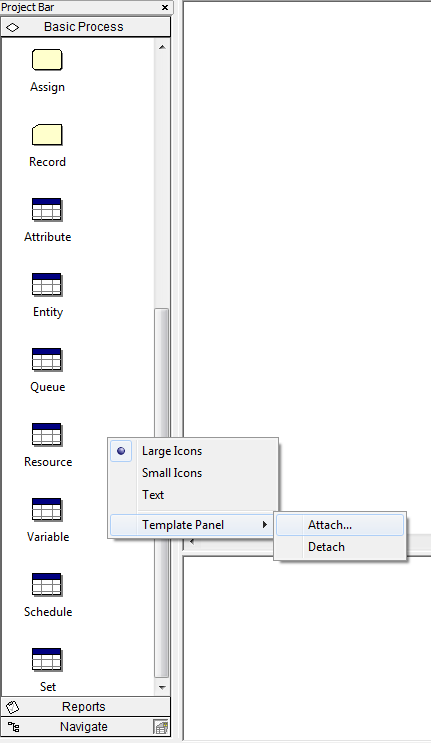 Project Bar
Basic Process
Assign
Record
Attribute
Entity
Queue
Resource
Variable
Schedule
Set
Large Icons
Small Icons
Text
Template Panel
Attach...
Detach
Reports
Navigate